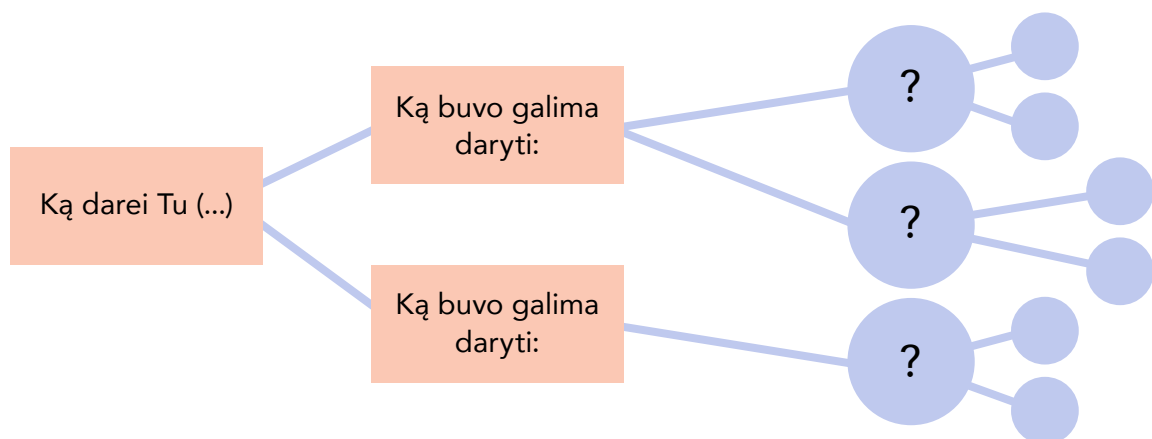 Ką darei Tu (...)
Ką buvo galima
daryti:
Ką buvo galima
daryti:
?
?
?